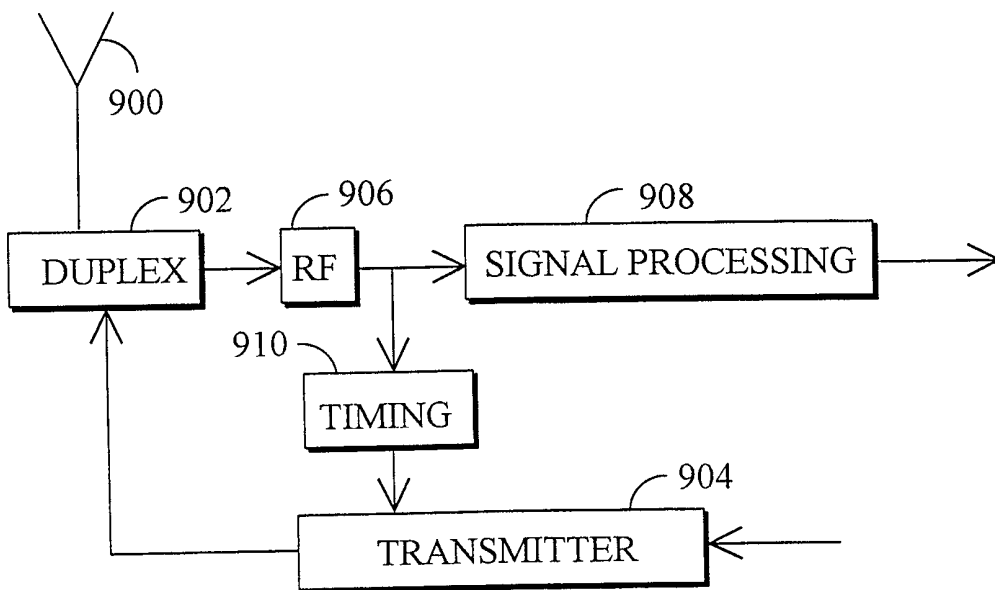 900
902
906
908
DUPLEX
RF
SIGNAL PROCESSING
910
TIMING
904
TRANSMITTER